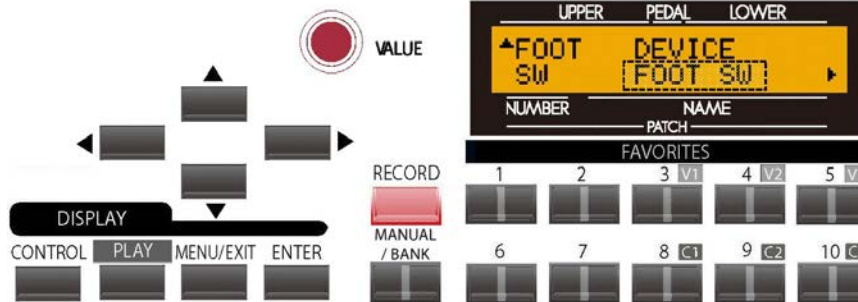 UPPER PEDAL LOWER
FOOT DEVICE
SW FOOT SW
NUMBER NAME
PATCH
VALUE
FAVORITES
RECORD
1 2 3 V1 4 V2 5
DISPLAY
CONTROL PLAY MENU/EXIT ENTER
MANUAL
/ BANK
6 7 8 C1 9 C2 10